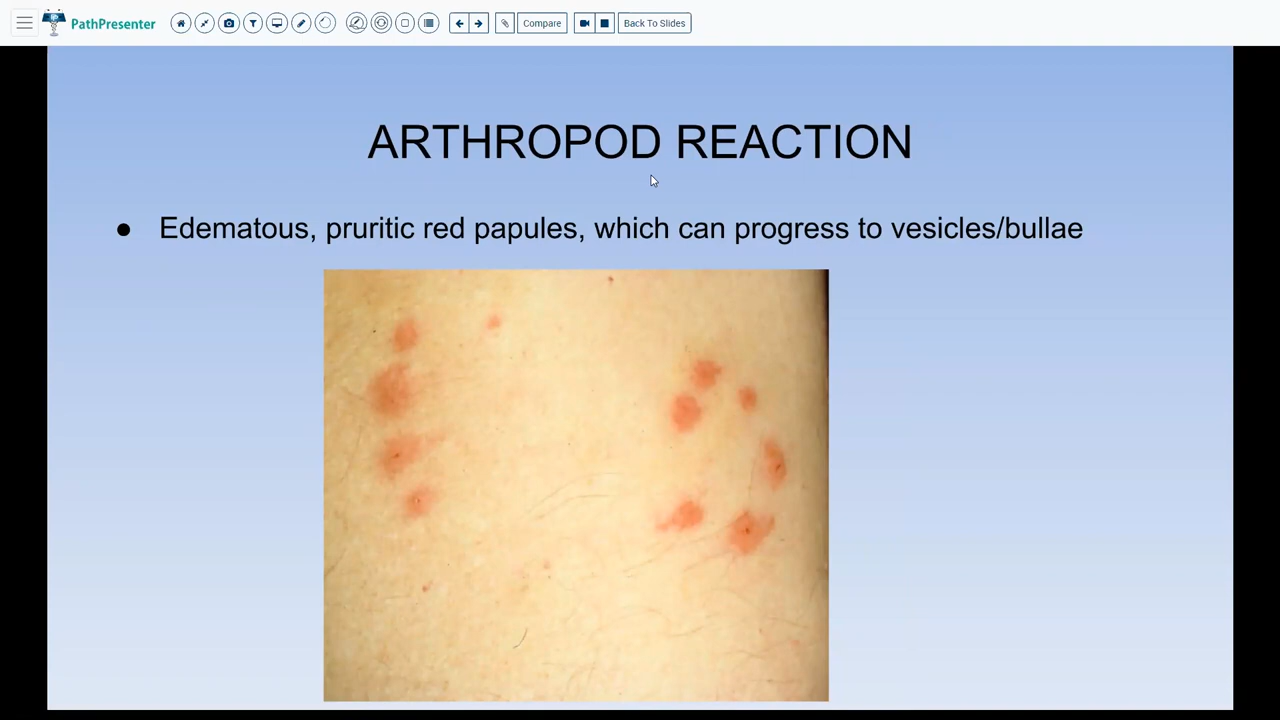 PathPresenter
Compare
Back To Slides
ARTHROPOD REACTION
● Edematous, pruritic red papules, which can progress to vesicles/bullae